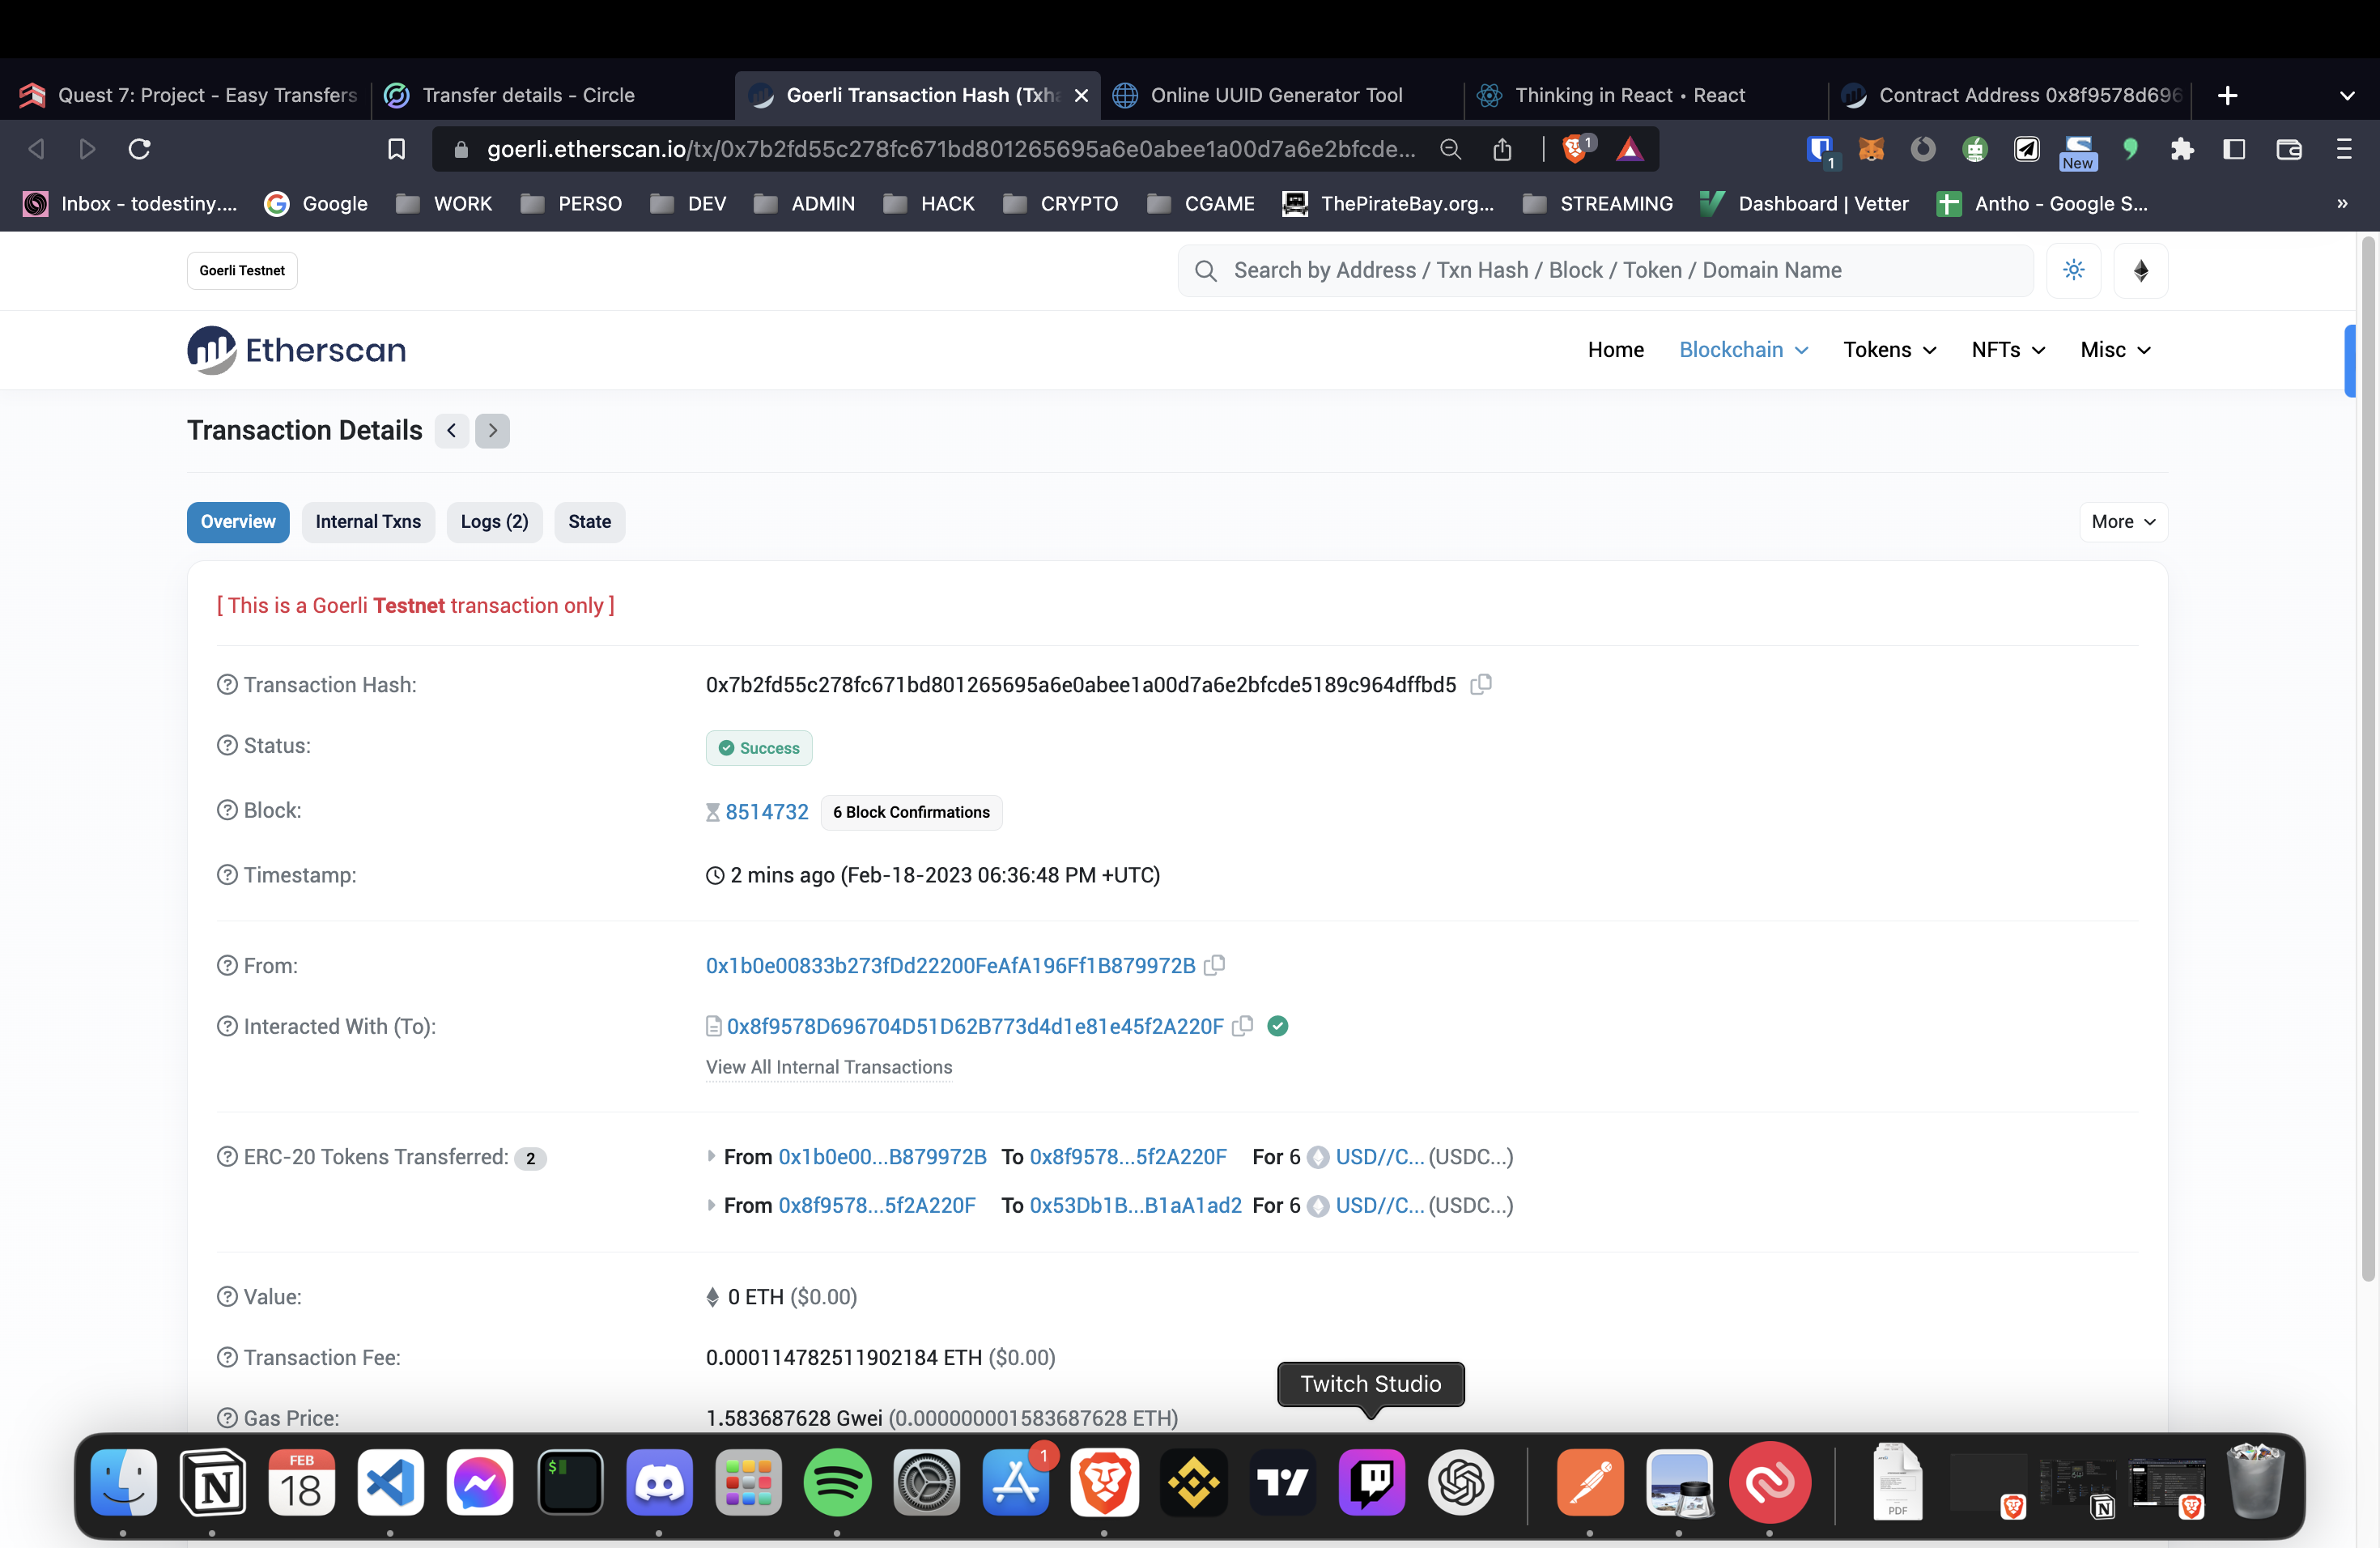 Quest 7: Project - Easy Transfers
Transfer details - Circle
Goerli Transaction Hash (Txha
Online UUID Generator Tool
Thinking in React • React
Contract Address 0x8f9578d696
goerli.etherscan.io/tx/0x7b2fd55c278fc671bd801265695a6e0abee1a00d7a6e2bfcde...
1
1
New
Inbox - todestiny....
Google
WORK
PERSO
DEV
ADMIN
HACK
CRYPTO
CGAME
ThePirateBay.org...
STREAMING
Dashboard | Vetter
Antho - Google S...
»
Goerli Testnet
Search by Address / Txn Hash / Block / Token / Domain Name
Etherscan
Home
Blockchain
Tokens
NFTs
Misc
Transaction Details
Overview
Internal Txns
Logs (2)
State
More
[ This is a Goerli Testnet transaction only ]
Transaction Hash:
0x7b2fd55c278fc671bd801265695a6e0abee1a00d7a6e2bfcde5189c964dffbd5
Status:
Success
Block:
8514732
6 Block Confirmations
Timestamp:
2 mins ago (Feb-18-2023 06:36:48 PM +UTC)
From:
0x1b0e00833b273fDd22200FeAfA196Ff1B879972B
Interacted With (To):
0x8f9578D696704D51D62B773d4d1e81e45f2A220F
View All Internal Transactions
ERC-20 Tokens Transferred: 2
From 0x1b0e00...B879972B To 0x8f9578...5f2A220F For 6 USD//C... (USDC...)
From 0x8f9578...5f2A220F To 0x53Db1B...B1aA1ad2 For 6 USD//C... (USDC...)
Value:
0 ETH ($0.00)
Transaction Fee:
0.000114782511902184 ETH ($0.00)
Twitch Studio
Gas Price:
1.583687628 Gwei (0.000000001583687628 ETH)
FEB
18
$
1
PDF